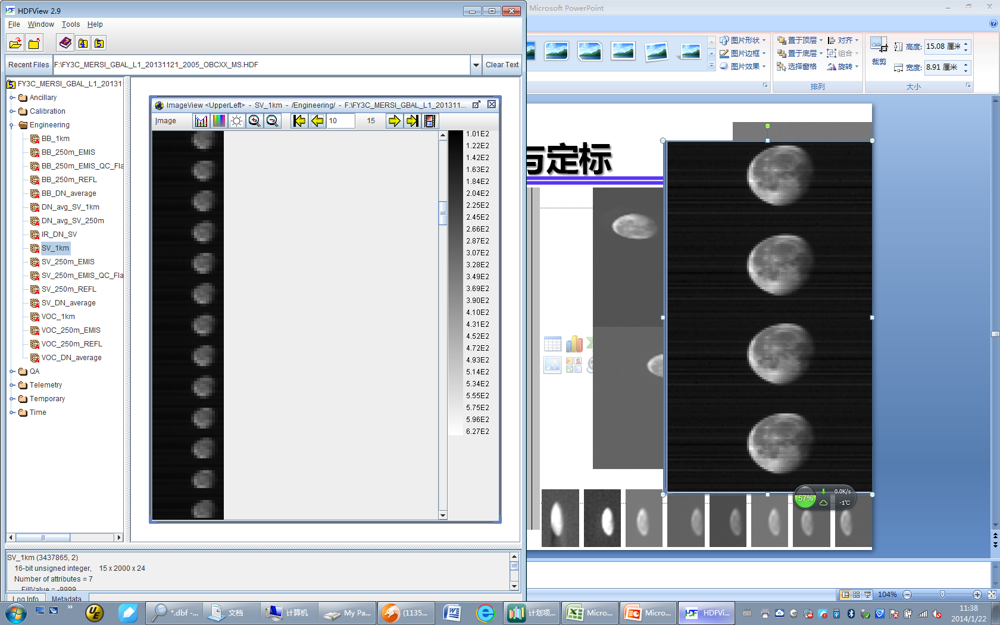 HDFView 2.9
File Window Tools Help
Recent Files F:\FY3C_MERSI_GBAL_L1_20131121_2005_OBCXX_MS.HDF Clear Text
FY3C_MERSI_GBAL_L1_20131
Ancillary
Calibration
Engineering
BB_1km
BB_250m_EMIS
BB_250m_EMIS_QC_Fla
BB_250m_REFL
BB_DN_average
DN_avg_SV_1km
DN_avg_SV_250m
IR_DN_SV
SV_1km
SV_250m_EMIS
SV_250m_EMIS_QC_Fla
SV_250m_REFL
SV_DN_average
VOC_1km
VOC_250m_EMIS
VOC_250m_REFL
VOC_DN_average
QA
Telemetry
Temporary
Time
ImageView <UpperLeft> - SV_1km - /Engineering/ - F:\FY3C_MERSI_GBAL_L1_201311...
Image 10 15
1.01E2
1.22E2
1.42E2
1.63E2
1.84E2
2.04E2
2.25E2
2.45E2
2.66E2
2.87E2
3.07E2
3.28E2
3.49E2
3.69E2
3.90E2
4.10E2
4.31E2
4.52E2
4.72E2
4.93E2
5.14E2
5.34E2
5.55E2
5.75E2
5.96E2
6.27E2
SV_1km (3437865, 2)
16-bit unsigned integer, 15 x 2000 x 24
Number of attributes = 7
FillValue = -9999
Log Info Metadata
Microsoft PowerPoint
图片形状
图片边框
图片效果
置于顶层 对齐
置于底层 组合
选择窗格 旋转
排列
裁剪
高度: 15.08 厘米
宽度: 8.91 厘米
大小
与定标
57% 0.0K/s
-1℃
104%
*.dbf -... 文档 计算机 My Pa... (1135... 计划项... Micro... Micro... HDFVi...
11:38
2014/1/22